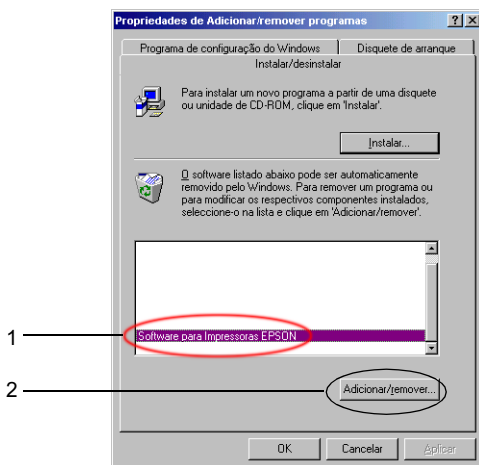 Propriedades de Adicionar/remover programas
Programa de configuração do Windows
Disquete de arranque
Instalar/desinstalar
Para instalar um novo programa a partir de uma disquete
ou unidade de CD-ROM, clique em 'Instalar'.
Instalar...
O software listado abaixo pode ser automaticamente
removido pelo Windows. Para remover um programa ou
para modificar os respectivos componentes instalados,
seleccione-o na lista e clique em 'Adicionar/remover'.
1
Software para Impressoras EPSON
2
Adicionar/remover...
OK
Cancelar
Aplicar